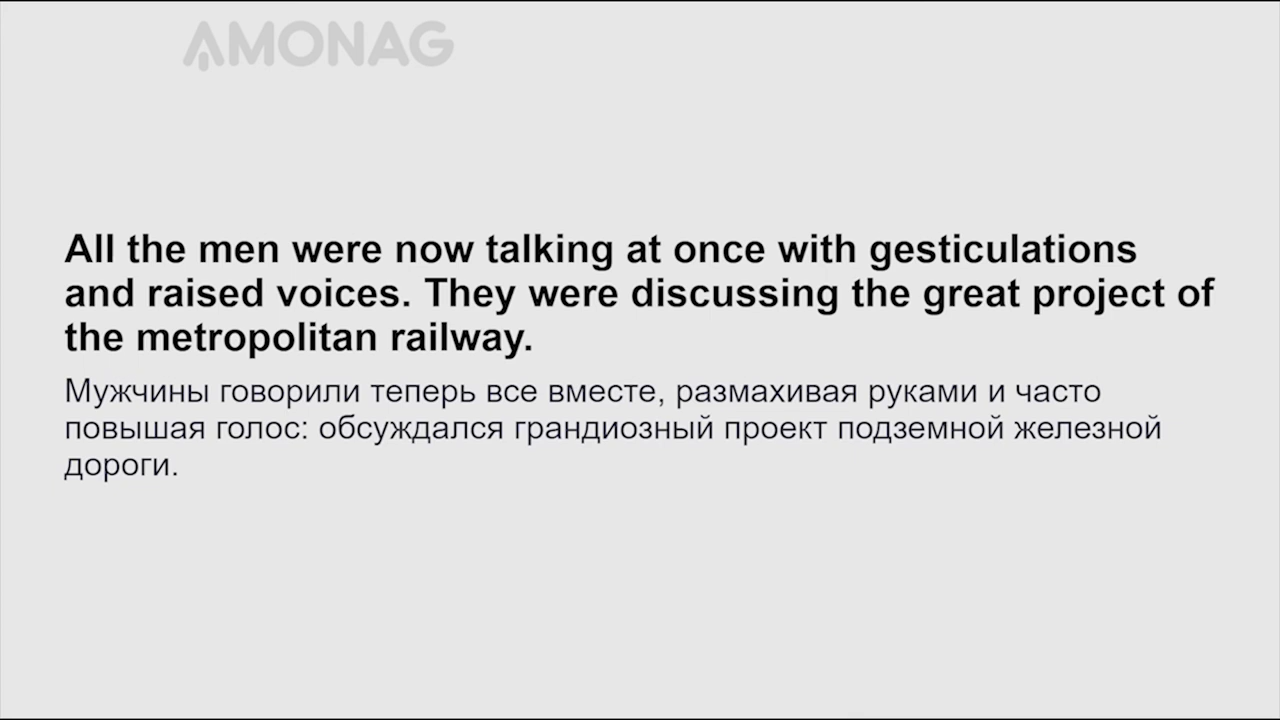 AMONAG
All the men were now talking at once with gesticulations
and raised voices. They were discussing the great project of
the metropolitan railway.
Мужчины говорили теперь все вместе, размахивая руками и часто
повышая голос: обсуждался грандиозный проект подземной железной
дороги.